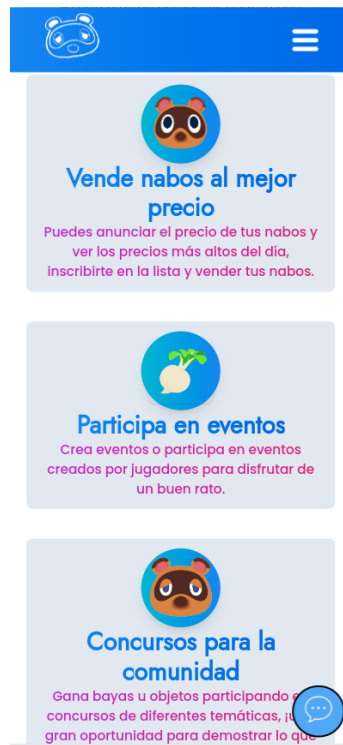 Vende nabos al mejor
precio
Puedes anunciar el precio de tus nabos y
ver los precios más altos del día,
inscribirte en la lista y vender tus nabos.
Participa en eventos
Crea eventos o participa en eventos
creados por jugadores para disfrutar de
un buen rato.
Concursos para la
comunidad
Gana bayas u objetos participando
concursos de diferentes temáticas,
gran oportunidad para demostrar lo que